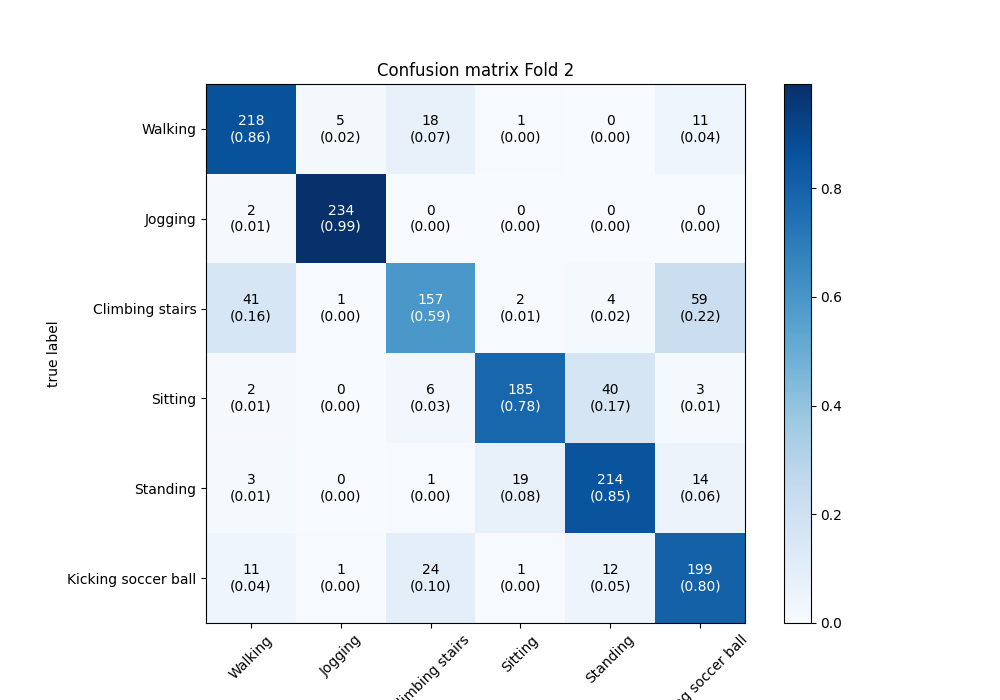 Confusion matrix Fold 2
Walking
218 5 18 1 0 11
(0.86) (0.02) (0.07) (0.00) (0.00) (0.04)
Jogging
2 234 0 0 0 0
(0.01) (0.99) (0.00) (0.00) (0.00) (0.00)
Climbing stairs
41 1 157 2 4 59
(0.16) (0.00) (0.59) (0.01) (0.02) (0.22)
Sitting
2 0 6 185 40 3
(0.01) (0.00) (0.03) (0.78) (0.17) (0.01)
Standing
3 0 1 19 214 14
(0.01) (0.00) (0.00) (0.08) (0.85) (0.06)
Kicking soccer ball
11 1 24 1 12 199
(0.04) (0.00) (0.10) (0.00) (0.05) (0.80)
true label
Walking
Jogging
limbing stairs
Sitting
Standing
g soccer ball
0.8
0.6
0.4
0.2
0.0